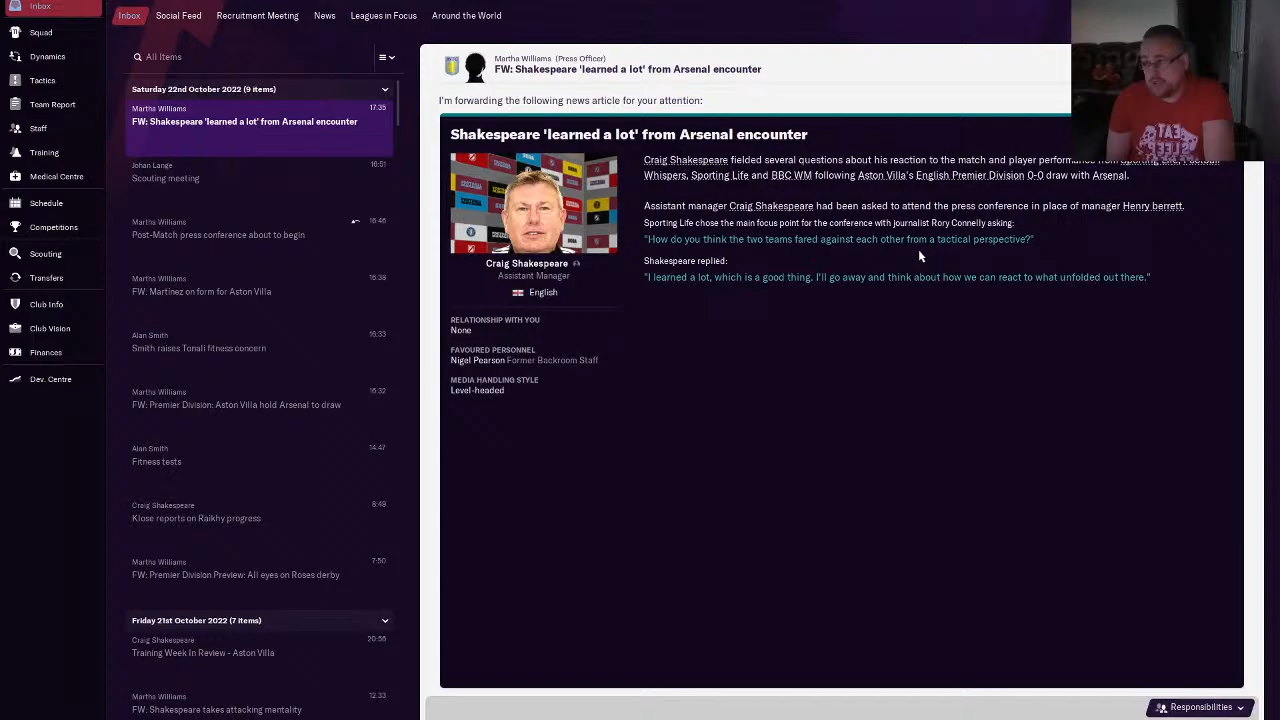 Inbox
Squad
Dynamics
Tactics
Team Report
Staff
Training
Medical Centre
Schedule
Competitions
Scouting
Transfers
Club Info
Club Vision
Finances
Dev. Centre
Inbox Social Feed Recruitment Meeting News Leagues in Focus Around the World
All Items
Saturday 22nd October 2022 (9 items)
Martha Williams 17:35
FW: Shakespeare 'learned a lot' from Arsenal encounter
Johan Lange 16:51
Scouting meeting
Martha Williams 16:46
Post-Match press conference about to begin
Martha Williams 16:38
FW: Martínez on form for Aston Villa
Alan Smith 16:33
Smith raises Tonali fitness concern
Martha Williams 16:32
FW: Premier Division: Aston Villa hold Arsenal to draw
Alan Smith 14:47
Fitness tests
Craig Shakespeare 8:49
Klose reports on Raikhy progress
Martha Williams 7:50
FW: Premier Division Preview: All eyes on Roses derby
Friday 21st October 2022 (7 items)
Craig Shakespeare 20:56
Training Week In Review - Aston Villa
Martha Williams 12:33
FW: Shakespeare takes attacking mentality
Martha Williams (Press Officer)
FW: Shakespeare 'learned a lot' from Arsenal encounter
I'm forwarding the following news article for your attention:
Shakespeare 'learned a lot' from Arsenal encounter
Craig Shakespeare
Assistant Manager
English
RELATIONSHIP WITH YOU
None
FAVOURED PERSONNEL
Nigel Pearson Former Backroom Staff
MEDIA HANDLING STYLE
Level-headed
Craig Shakespeare fielded several questions about his reaction to the match and player performance from Sporting Life, Football
Whispers, Sporting Life and BBC WM following Aston Villa's English Premier Division 0-0 draw with Arsenal.
Assistant manager Craig Shakespeare had been asked to attend the press conference in place of manager Henry berrett.
Sporting Life chose the main focus point for the conference with journalist Rory Connelly asking:
"How do you think the two teams fared against each other from a tactical perspective?"
Shakespeare replied:
"I learned a lot, which is a good thing. I'll go away and think about how we can react to what unfolded out there."
Responsibilities
EAT
SLEEP